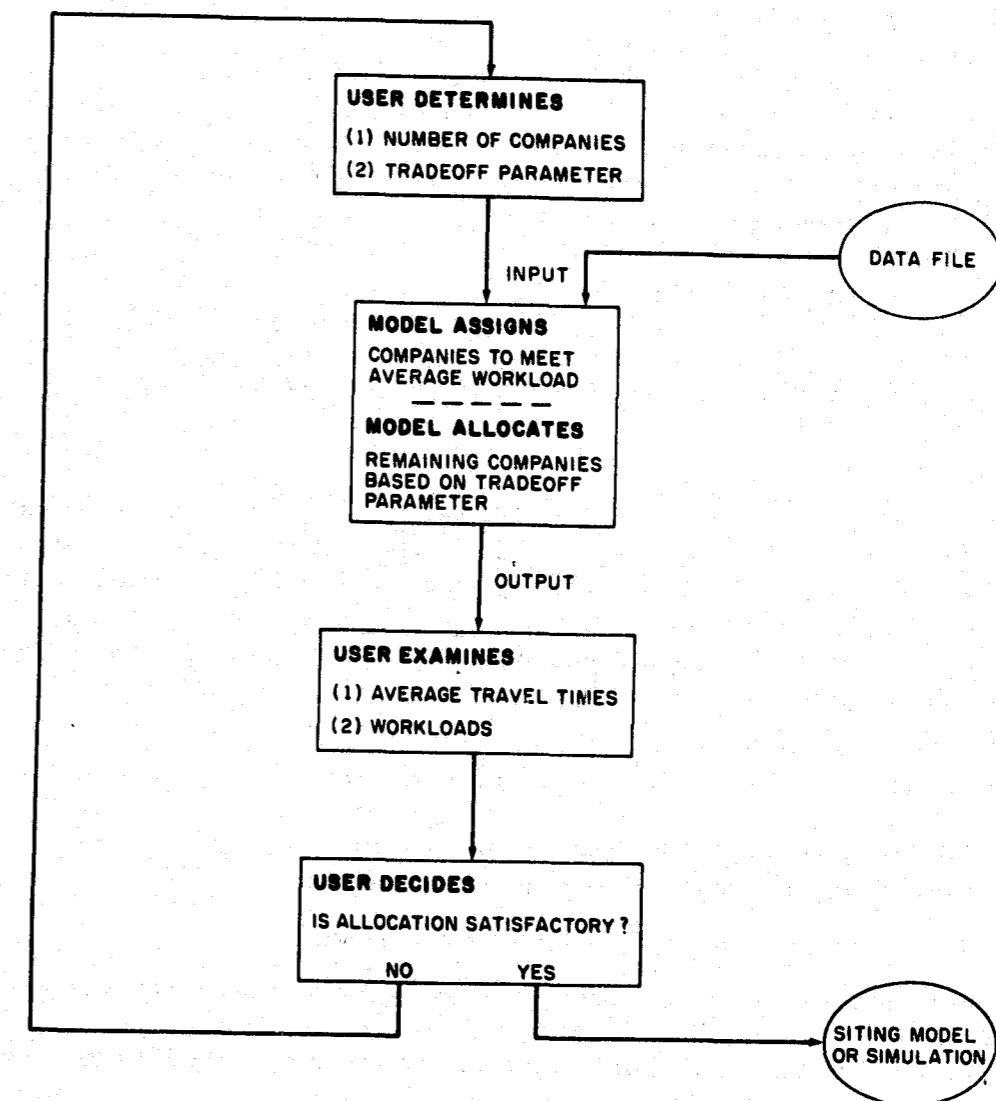 USER DETERMINES
(1) NUMBER OF COMPANIES
(2) TRADEOFF PARAMETER
INPUT
DATA FILE
MODEL ASSIGNS
COMPANIES TO MEET
AVERAGE WORKLOAD
MODEL ALLOCATES
REMAINING COMPANIES
BASED ON TRADEOFF
PARAMETER
OUTPUT
USER EXAMINES
(1) AVERAGE TRAVEL TIMES
(2) WORKLOADS
USER DECIDES
IS ALLOCATION SATISFACTORY?
NO YES
SITING MODEL
OR SIMULATION